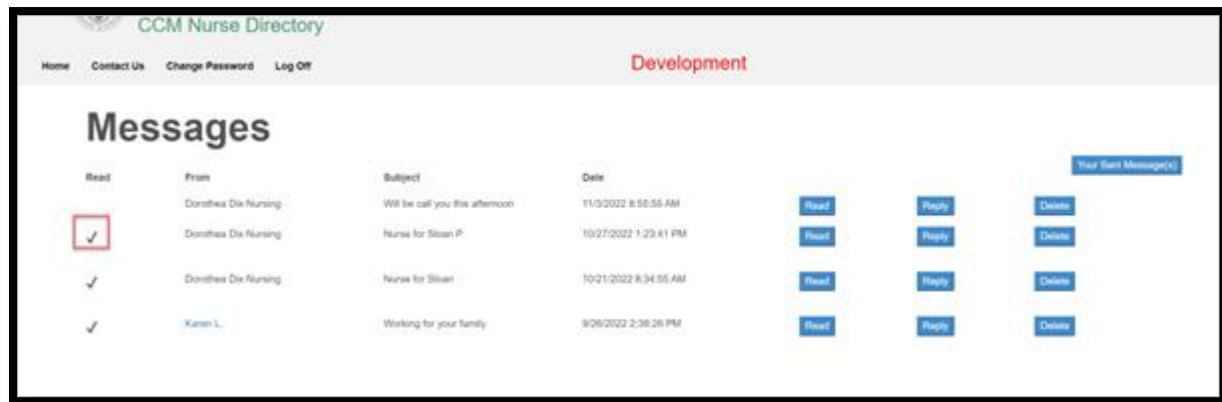 CCM Nurse Directory
Home Contact Us Change Password Log Off Development
Messages
Your Sent Message(s)
Read From Subject Date
Dorothea Dix Nursing Will be call you this afternoon 11/3/2022 8:55:55 AM Read Reply Delete
✓ Dorothea Dix Nursing Nurse for Sloan P 10/27/2022 1:23:41 PM Read Reply Delete
✓ Dorothea Dix Nursing Nurse for Sloan 10/21/2022 8:34:55 AM Read Reply Delete
✓ Karen L. Working for your family 9/26/2022 2:38:26 PM Read Reply Delete